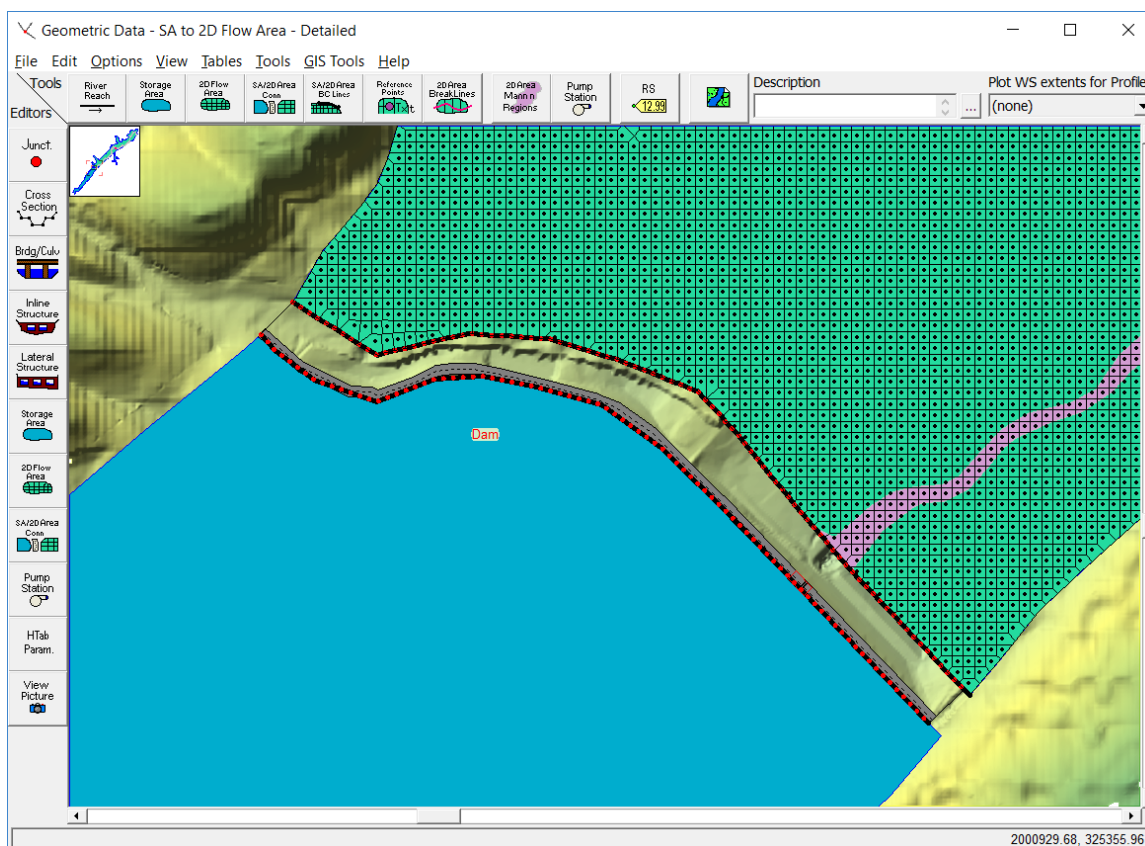 Geometric Data - SA to 2D Flow Area - Detailed
File Edit Options View Tables Tools GIS Tools Help
Tools
Editors
River
Reach
Storage
Area
2D Flow
Area
SA/2D Area
Conn
SA/2D Area
BC Lines
Reference
Points
2D Area
BreakLines
2D Area
Mann n
Regions
Pump
Station
RS
12.99
Description
...
Plot WS extents for Profile
(none)
Junct.
Cross
Section
Brdg/Culv
Inline
Structure
Lateral
Structure
Storage
Area
2D Flow
Area
SA/2D Area
Conn
Pump
Station
HTab
Param.
View
Picture
Dam
2000929.68, 325355.96